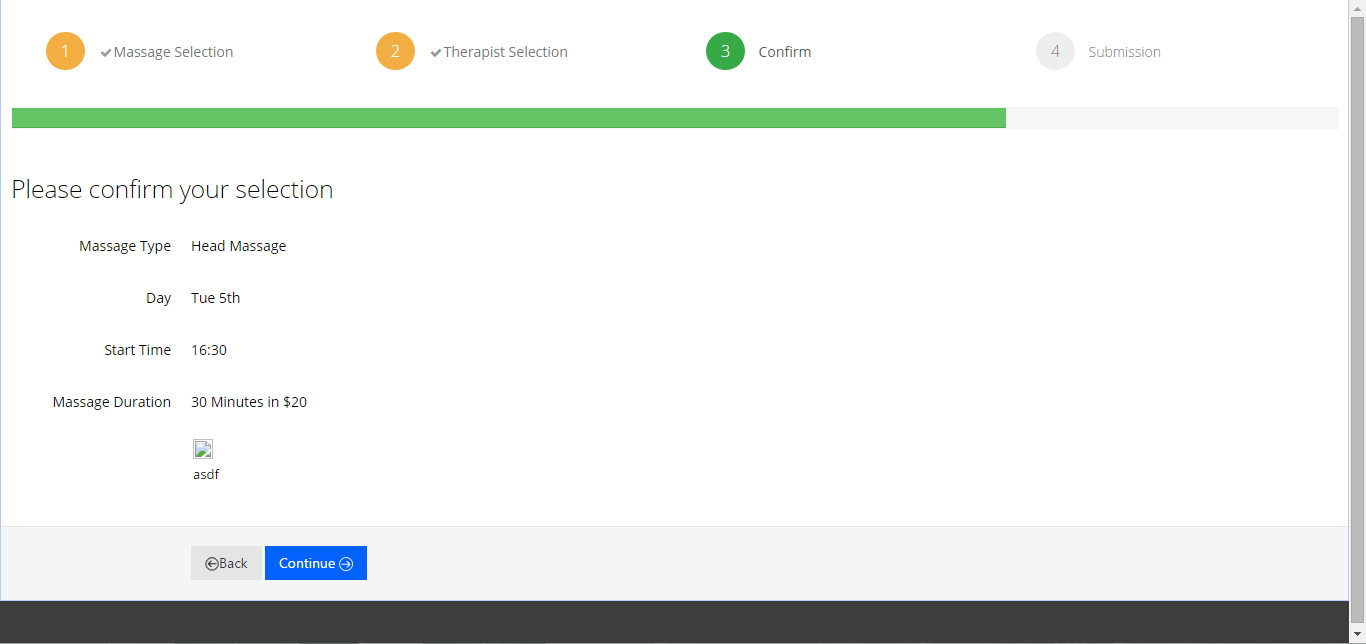 1 Massage Selection 2 Therapist Selection 3 Confirm 4 Submission
Please confirm your selection
Massage Type Head Massage
Day Tue 5th
Start Time 16:30
Massage Duration 30 Minutes in $20
asdf
Back Continue